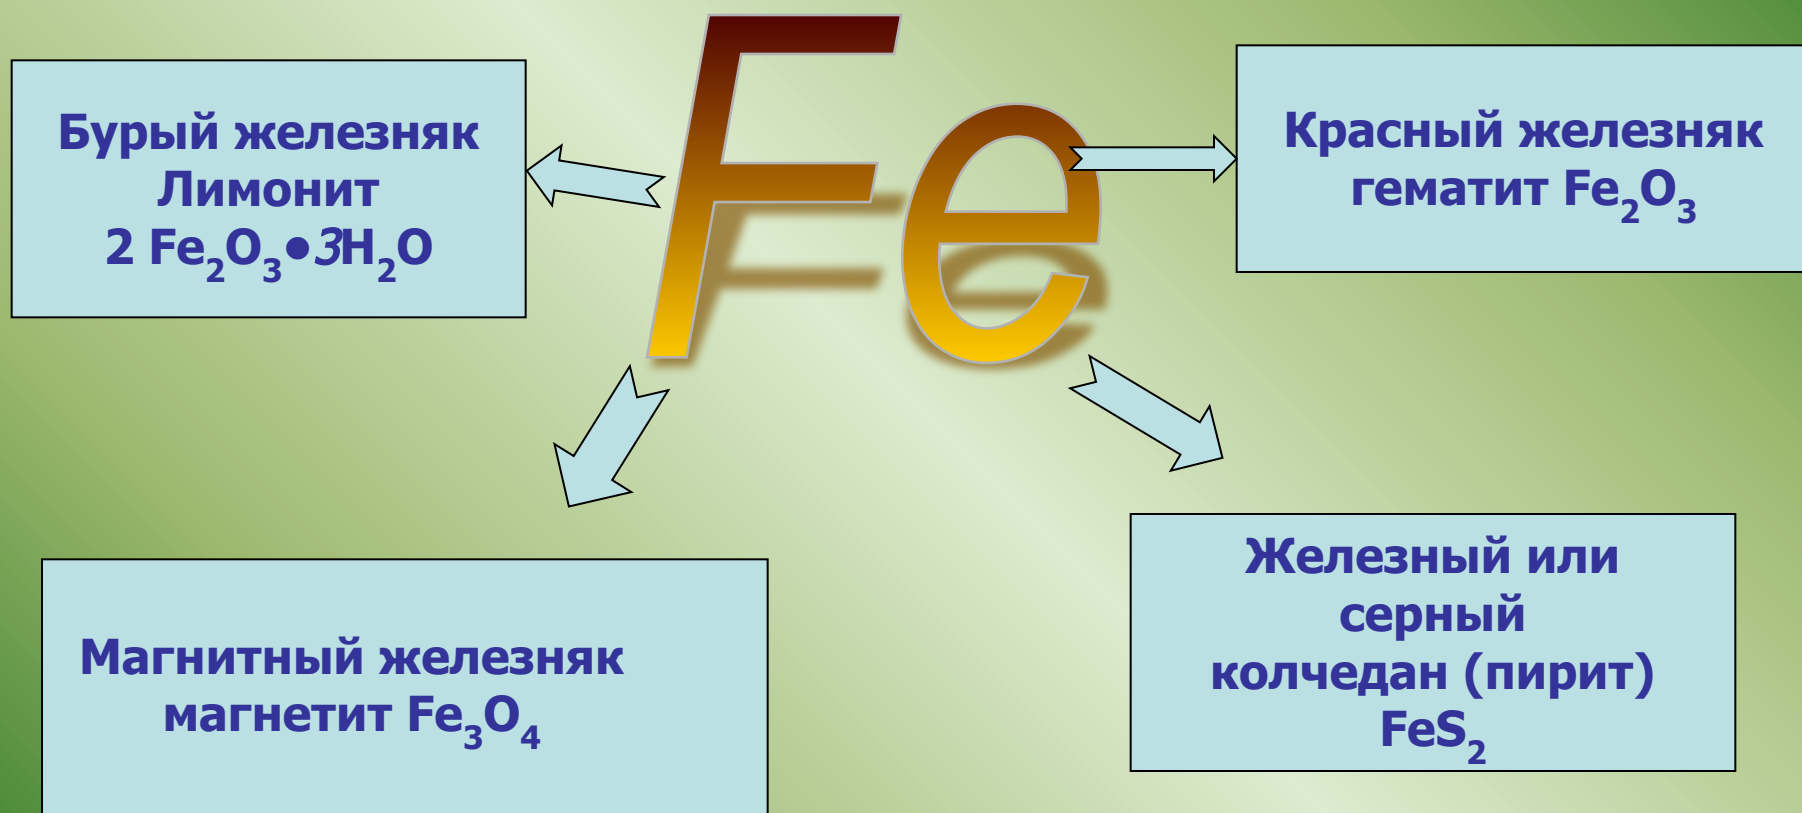 Fe
Бурый железняк
Лимонит
2 Fe₂O₃●3H₂O
Красный железняк
гематит Fe₂O₃
Магнитный железняк
магнетит Fe₃O₄
Железный или
серный
колчедан (пирит)
FeS₂